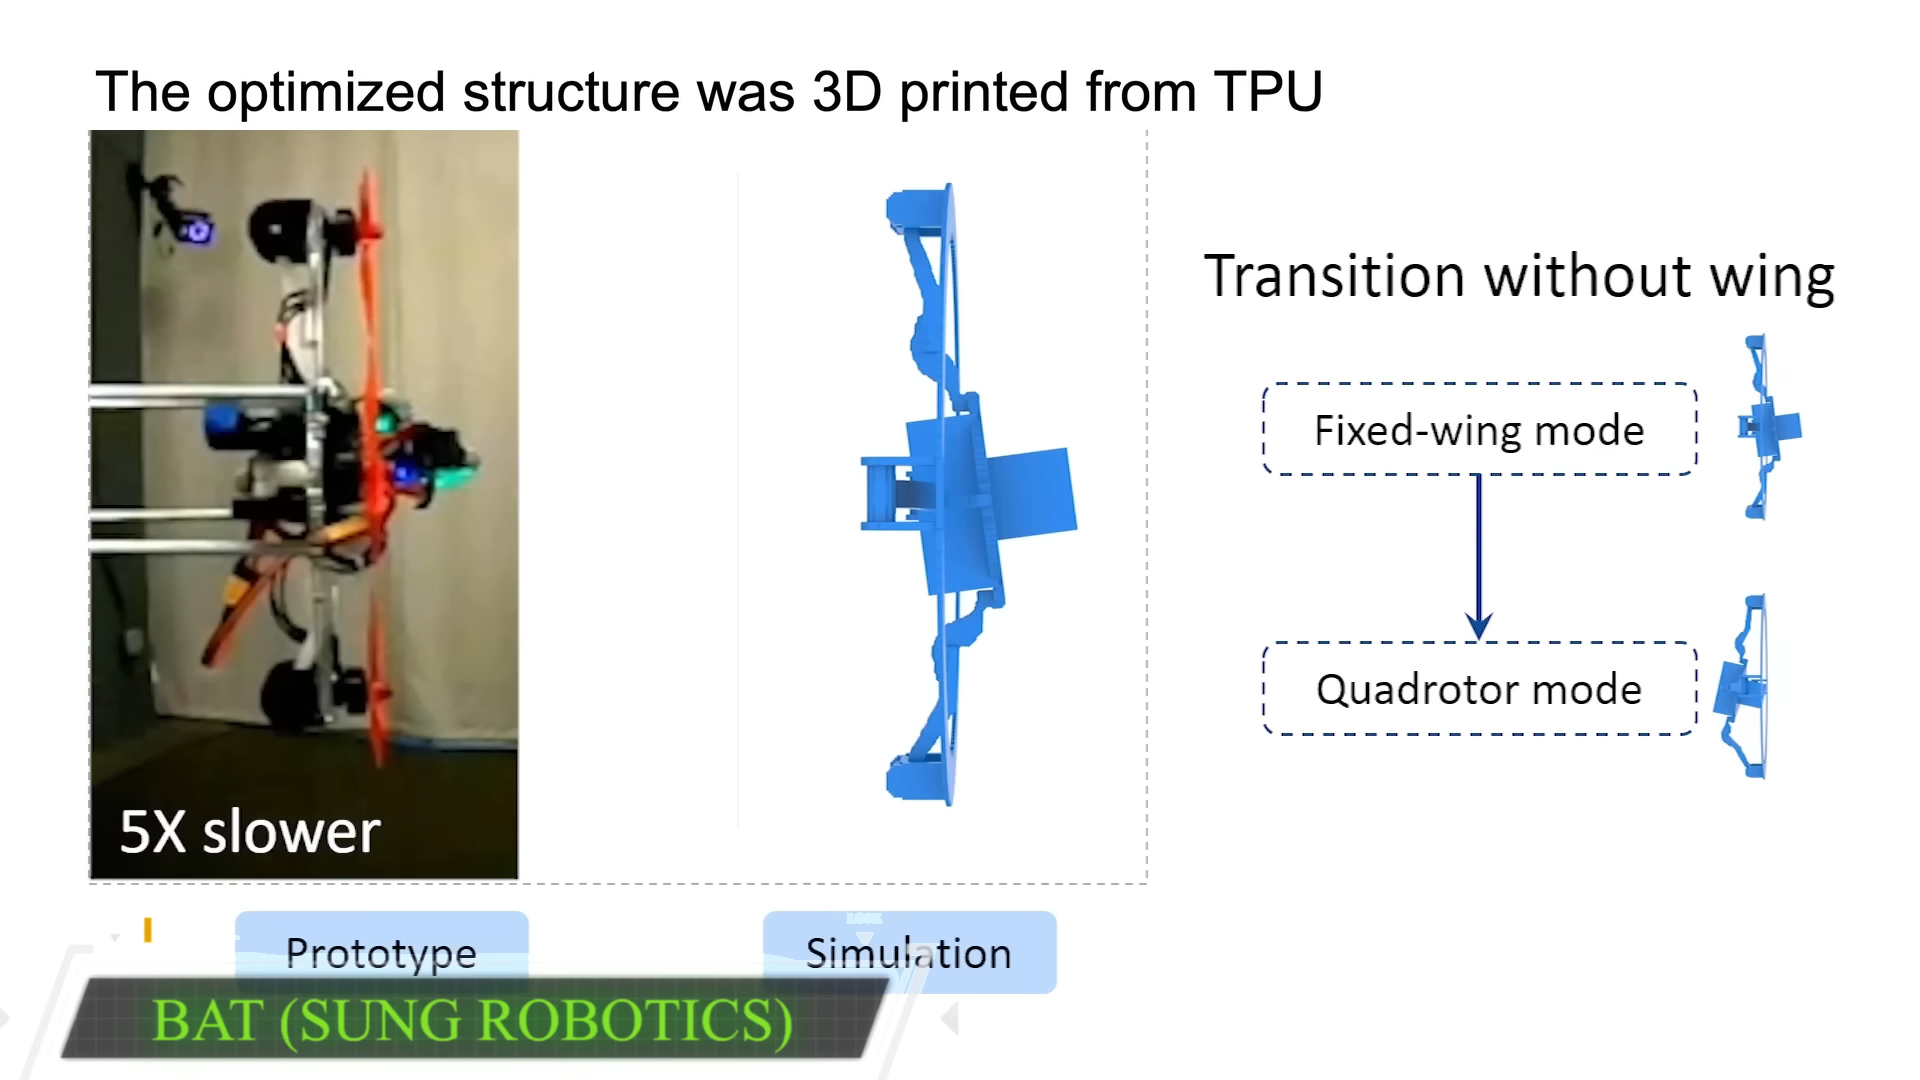 The optimized structure was 3D printed from TPU
Transition without wing
Fixed-wing mode
Quadrotor mode
5X slower
Prototype
Simulation
BAT (SUNG ROBOTICS)